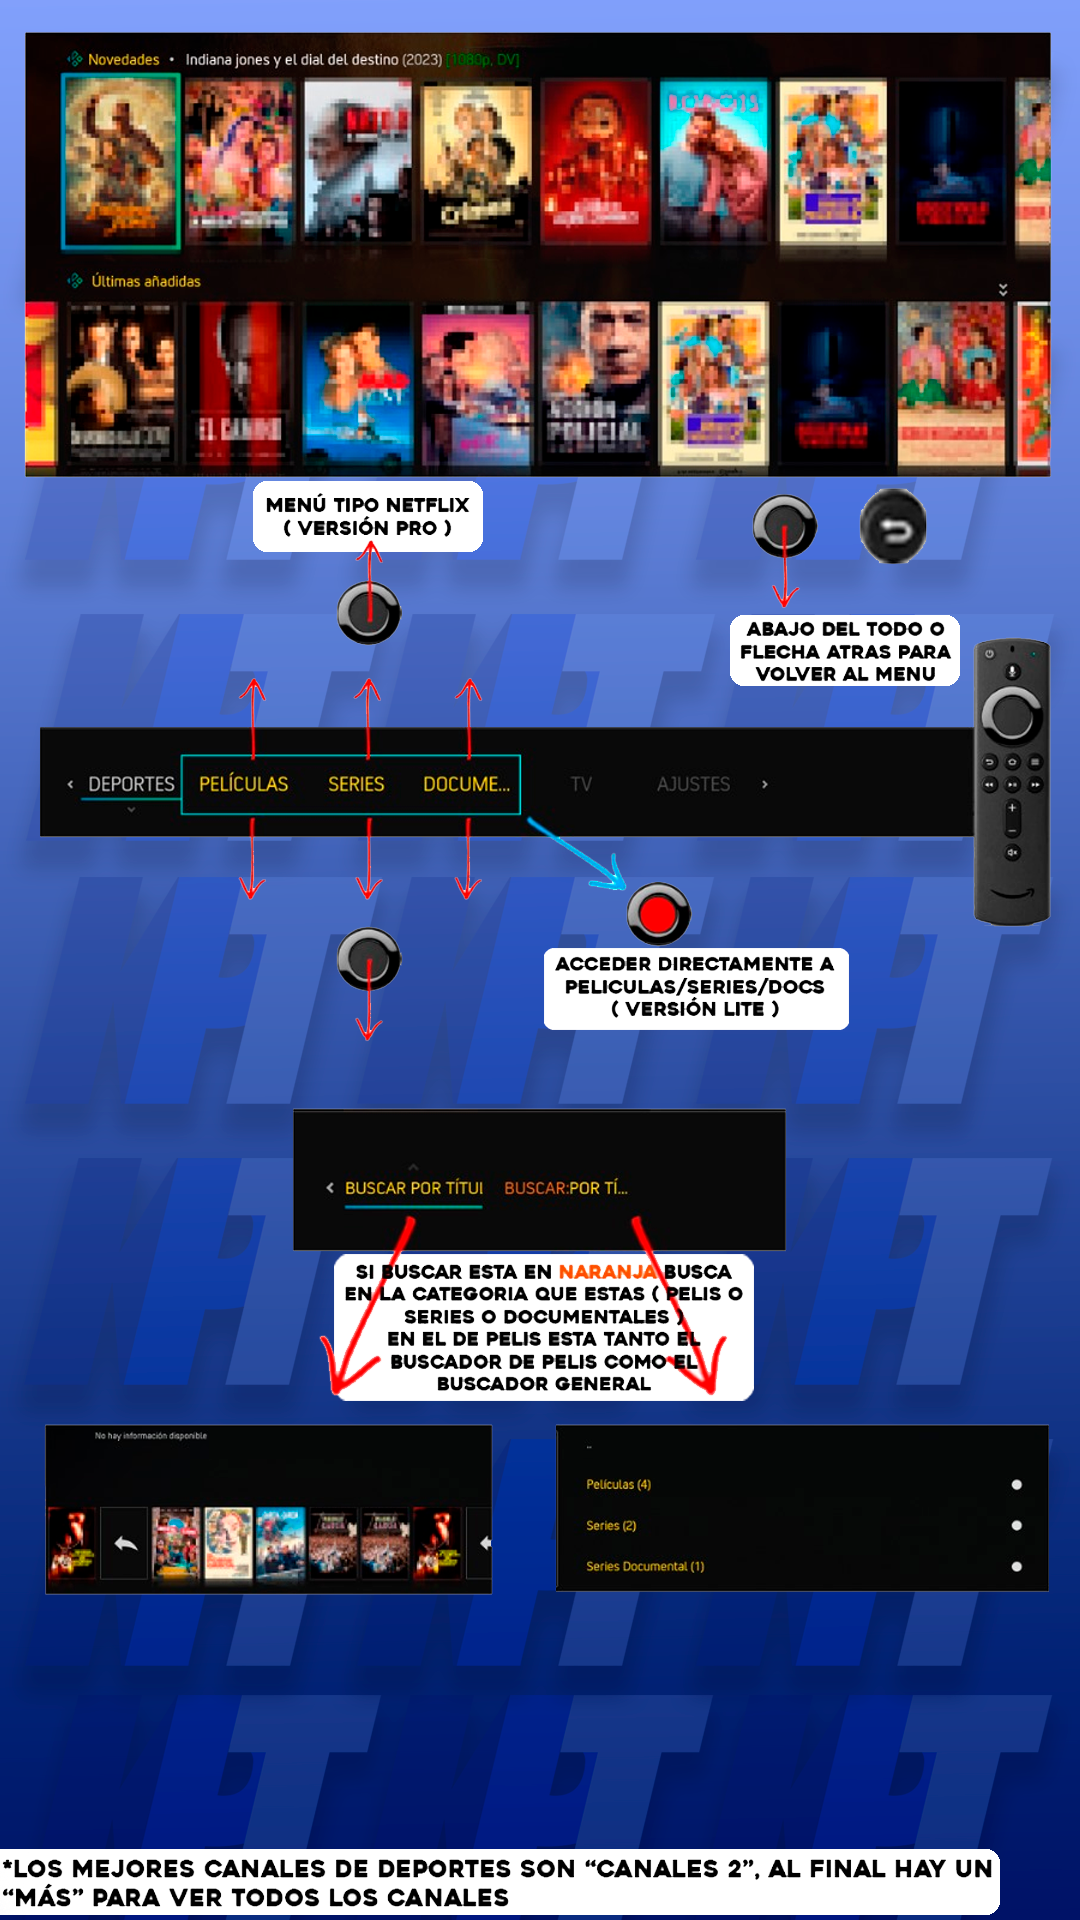 Novedades • Indiana jones y el dial del destino (2023) [1080p, DV]
Últimas añadidas
EL CANARIO
POLICIAL
MENÚ TIPO NETFLIX
( VERSIÓN PRO )
ABAJO DEL TODO O
FLECHA ATRAS PARA
VOLVER AL MENU
DEPORTES PELÍCULAS SERIES DOCUME... TV AJUSTES
ACCEDER DIRECTAMENTE A
PELICULAS/SERIES/DOCS
( VERSIÓN LITE )
BUSCAR POR TÍTUL BUSCAR:POR TÍ...
SI BUSCAR ESTA EN NARANJA BUSCA
EN LA CATEGORIA QUE ESTAS ( PELIS O
SERIES O DOCUMENTALES )
EN EL DE PELIS ESTA TANTO EL
BUSCADOR DE PELIS COMO EL
BUSCADOR GENERAL
No hay información disponible
..
Películas (4)
Series (2)
Series Documental (1)
*LOS MEJORES CANALES DE DEPORTES SON “CANALES 2”, AL FINAL HAY UN
“MÁS” PARA VER TODOS LOS CANALES